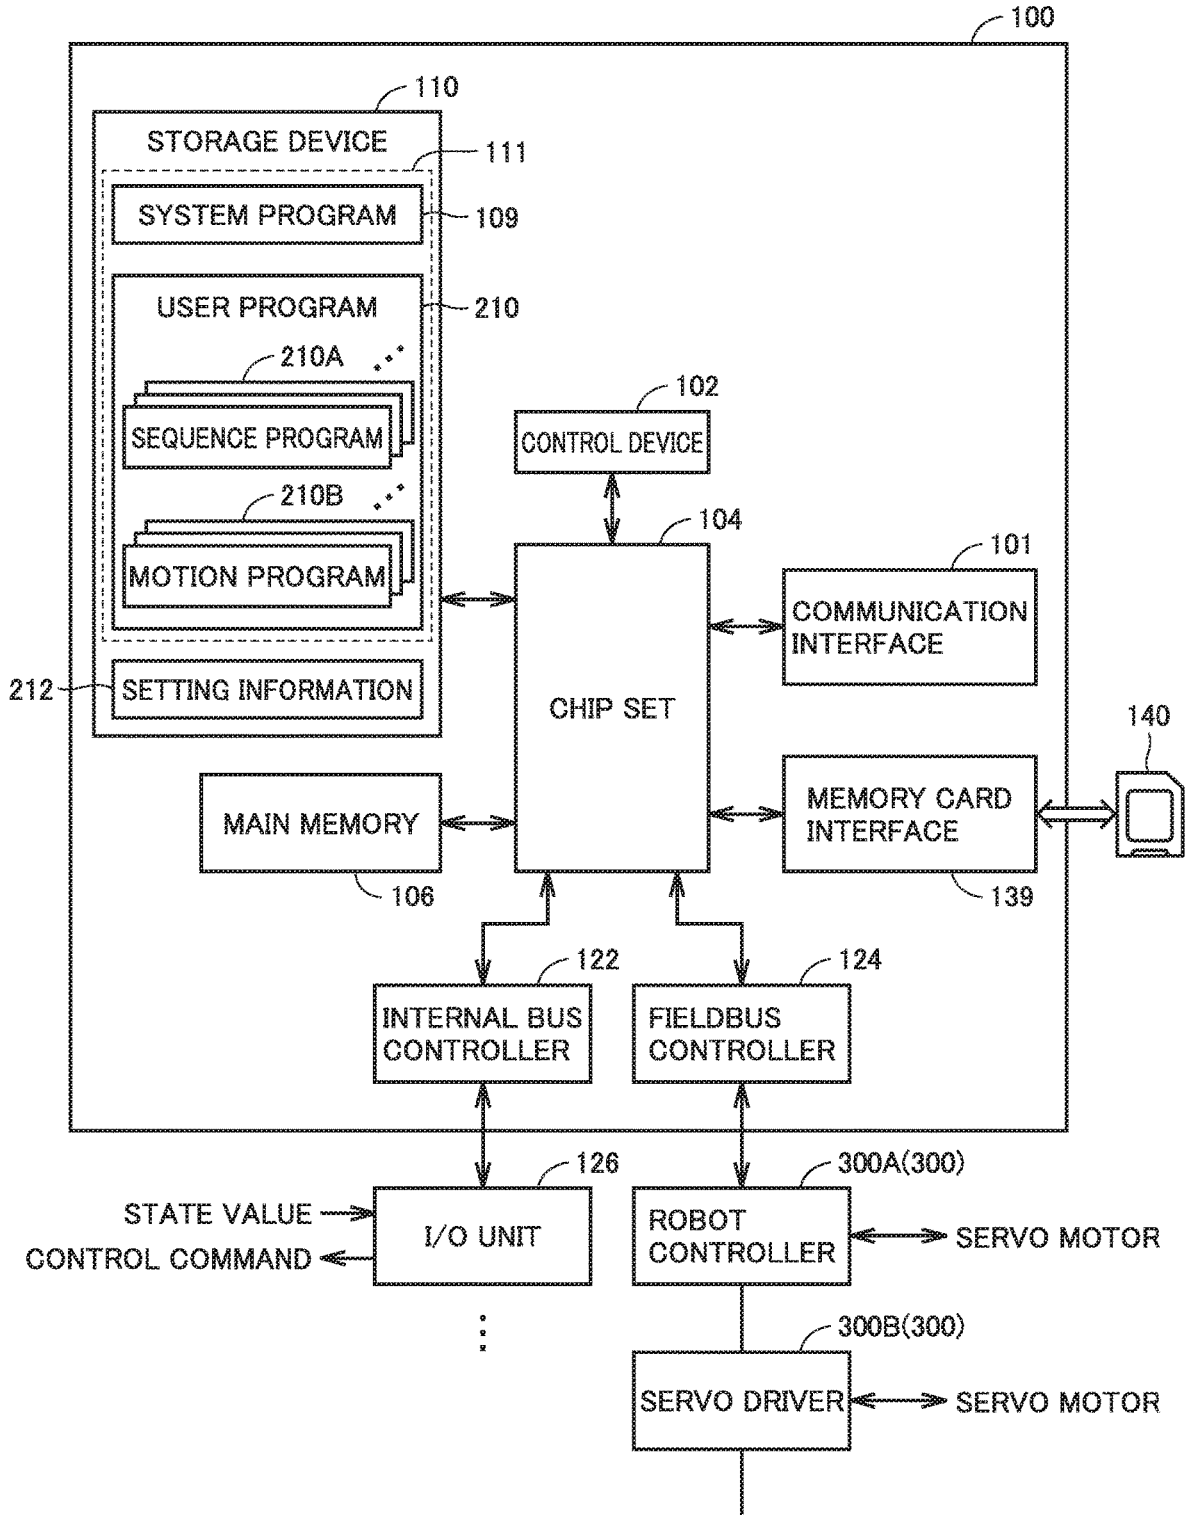 100
110
STORAGE DEVICE
111
SYSTEM PROGRAM
109
USER PROGRAM
210
210A
SEQUENCE PROGRAM
210B
MOTION PROGRAM
212
SETTING INFORMATION
102
CONTROL DEVICE
104
CHIP SET
101
COMMUNICATION
INTERFACE
140
MEMORY CARD
INTERFACE
139
MAIN MEMORY
106
122
INTERNAL BUS
CONTROLLER
124
FIELDBUS
CONTROLLER
126
STATE VALUE
CONTROL COMMAND
I/O UNIT
300A(300)
ROBOT
CONTROLLER
SERVO MOTOR
300B(300)
SERVO DRIVER
SERVO MOTOR